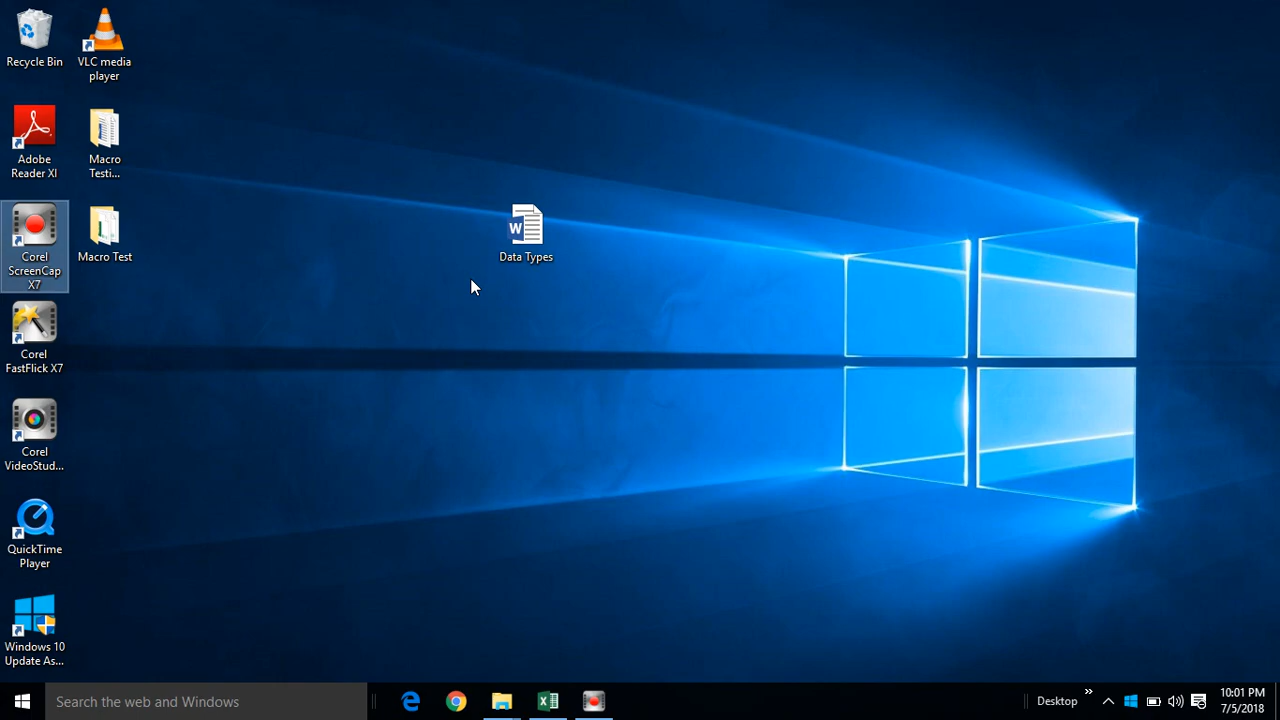 Recycle Bin
VLC media
player
Adobe
Reader XI
Macro
Testi...
Corel
ScreenCap
X7
Macro Test
Data Types
Corel
FastFlick X7
Corel
VideoStud...
QuickTime
Player
Windows 10
Update As...
Search the web and Windows
Desktop
10:01 PM
7/5/2018